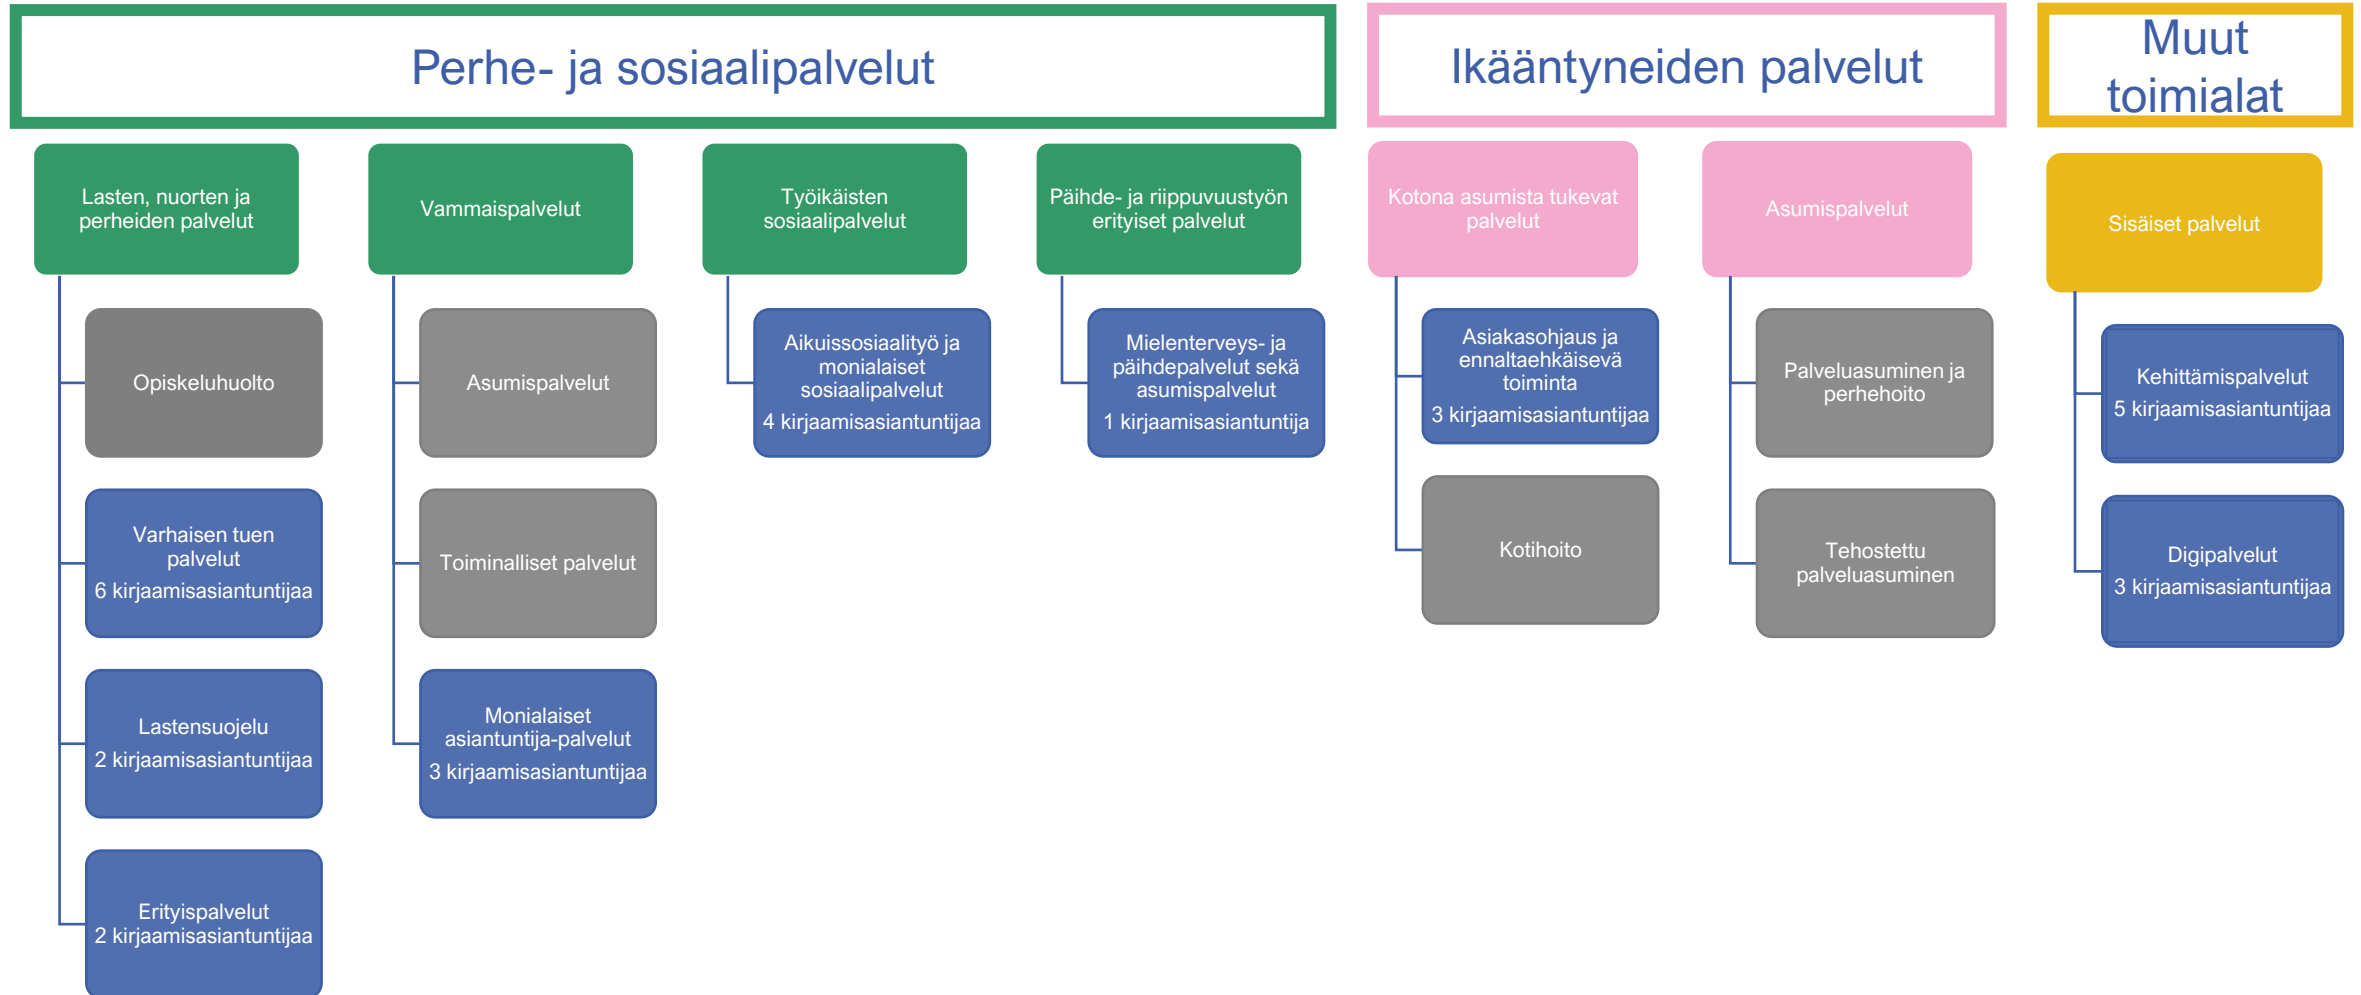 Perhe- ja sosiaalipalvelut
Lasten, nuorten ja
perheiden palvelut
Opiskeluhuolto
Varhaisen tuen
palvelut
6 kirjaamisasiantuntijaa
Lastensuojelu
2 kirjaamisasiantuntijaa
Erityispalvelut
2 kirjaamisasiantuntijaa
Vammaispalvelut
Asumispalvelut
Toiminalliset palvelut
Monialaiset
asiantuntija-palvelut
3 kirjaamisasiantuntijaa
Työikäisten
sosiaalipalvelut
Aikuissosiaalityö ja
monialaiset
sosiaalipalvelut
4 kirjaamisasiantuntijaa
Päihde- ja riippuvuustyön
erityiset palvelut
Mielenterveys- ja
päihdepalvelut sekä
asumispalvelut
1 kirjaamisasiantuntija
Ikääntyneiden palvelut
Kotona asumista tukevat
palvelut
Asiakasohjaus ja
ennaltaehkäisevä
toiminta
3 kirjaamisasiantuntijaa
Kotihoito
Asumispalvelut
Palveluasuminen ja
perhehoito
Tehostettu
palveluasuminen
Muut
toimialat
Sisäiset palvelut
Kehittämispalvelut
5 kirjaamisasiantuntijaa
Digipalvelut
3 kirjaamisasiantuntijaa